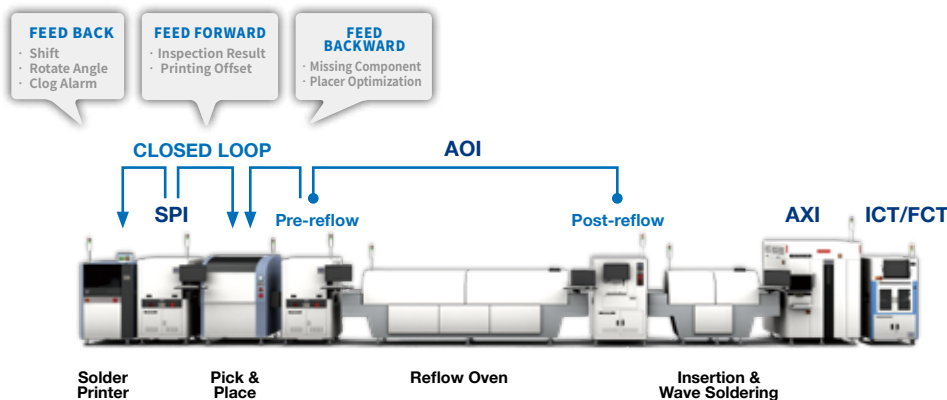 FEED BACK
· Shift
· Rotate Angle
· Clog Alarm
FEED FORWARD
· Inspection Result
· Printing Offset
FEED
BACKWARD
· Missing Component
· Placer Optimization
CLOSED LOOP
AOI
SPI
Pre-reflow
Post-reflow
AXI
ICT/FCT
Solder
Printer
Pick &
Place
Reflow Oven
Insertion &
Wave Soldering